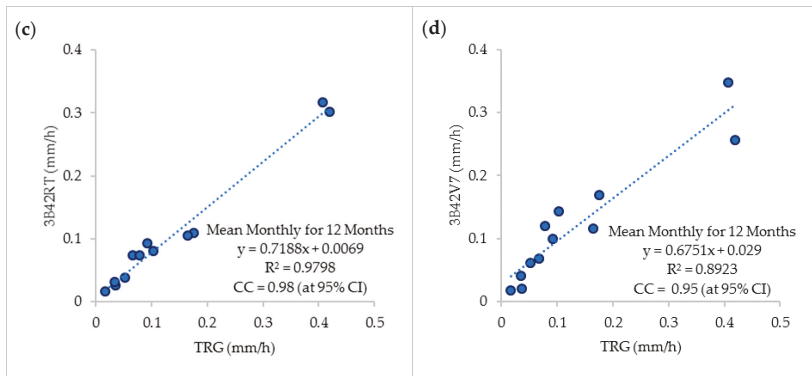 (c)
0.4
0.3
0.2
0.1
0
3B42RT (mm/h)
Mean Monthly for 12 Months
y = 0.7188x + 0.0069
R² = 0.9798
CC = 0.98 (at 95% CI)
0
0.1
0.2
0.3
0.4
0.5
TRG (mm/h)
(d)
0.4
0.3
0.2
0.1
0
3B42V7 (mm/h)
Mean Monthly for 12 Months
y = 0.6751x + 0.029
R² = 0.8923
CC = 0.95 (at 95% CI)
0
0.1
0.2
0.3
0.4
0.5
TRG (mm/h)